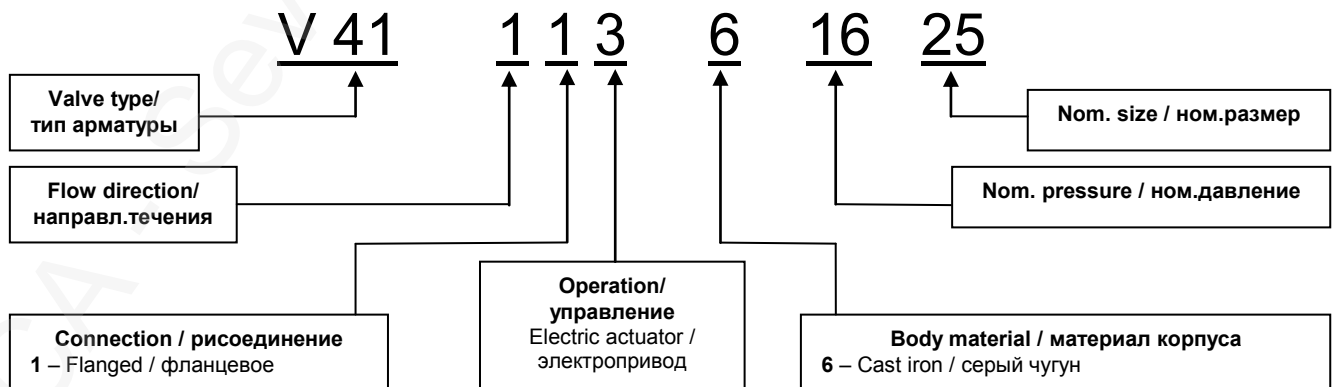 V 41 1 1 3 6 16 25
Valve type/
тип арматуры
Nom. size / ном.размер
Flow direction/
направл.течения
Nom. pressure / ном.давление
Connection / рисоединение
1 – Flanged / фланцевое
Operation/
управление
Electric actuator /
электропривод
Body material / материал корпуса
6 – Cast iron / серый чугун